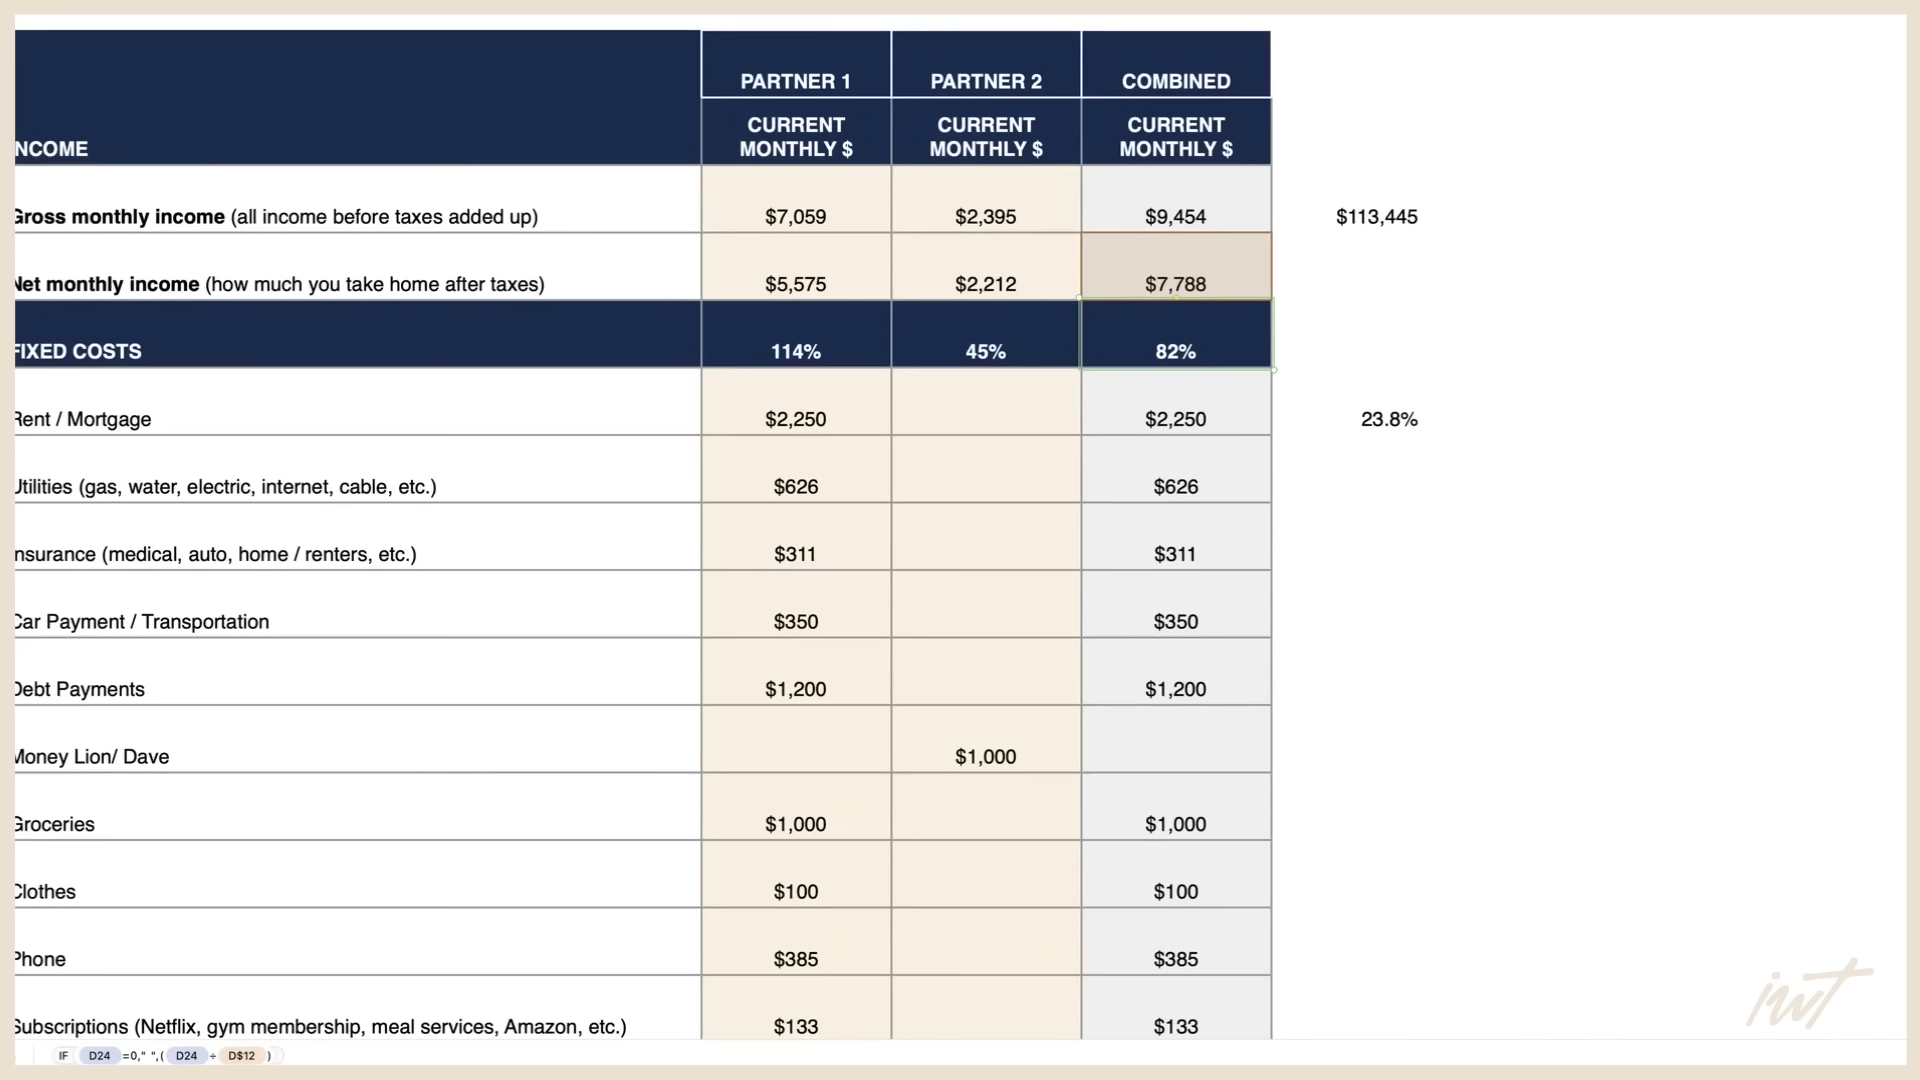 PARTNER 1 PARTNER 2 COMBINED
NCOME CURRENT MONTHLY $ CURRENT MONTHLY $ CURRENT MONTHLY $
Gross monthly income (all income before taxes added up) $7,059 $2,395 $9,454 $113,445
Net monthly income (how much you take home after taxes) $5,575 $2,212 $7,788
FIXED COSTS 114% 45% 82%
Rent / Mortgage $2,250 $2,250 23.8%
Utilities (gas, water, electric, internet, cable, etc.) $626 $626
nsurance (medical, auto, home / renters, etc.) $311 $311
Car Payment / Transportation $350 $350
Debt Payments $1,200 $1,200
Money Lion/ Dave $1,000
Groceries $1,000 $1,000
Clothes $100 $100
Phone $385 $385
Subscriptions (Netflix, gym membership, meal services, Amazon, etc.) $133 $133
iwt
IF D24 =0," ",( D24 ÷ D$12 )